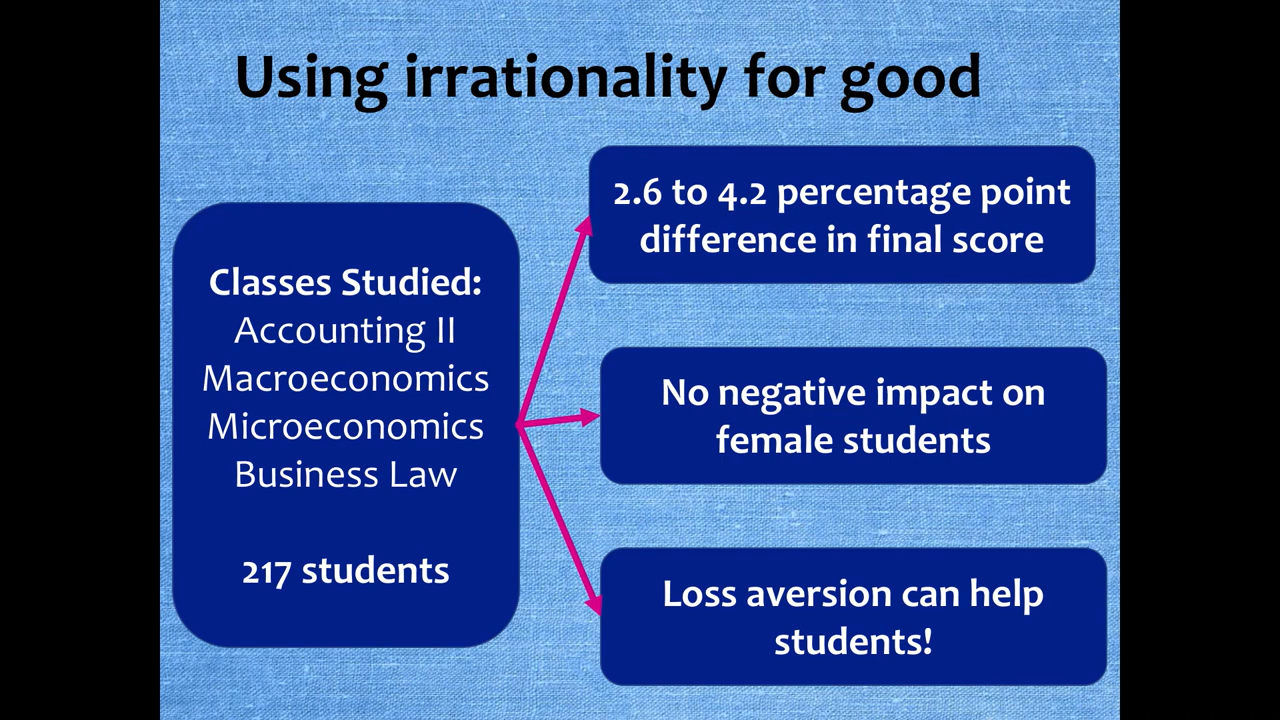 Using irrationality for good
Classes Studied:
Accounting II
Macroeconomics
Microeconomics
Business Law
217 students
2.6 to 4.2 percentage point
difference in final score
No negative impact on
female students
Loss aversion can help
students!